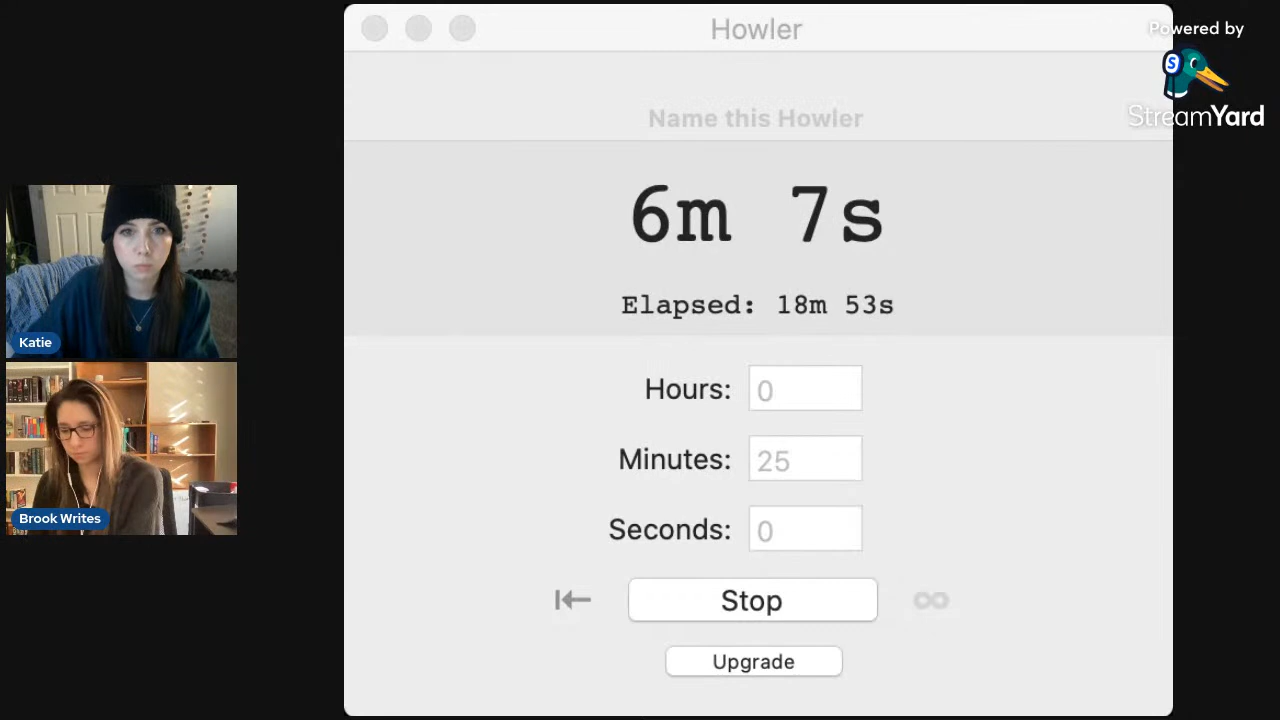 Howler
Powered by
StreamYard
Name this Howler
6m 7s
Elapsed: 18m 53s
Katie
Hours: 0
Minutes: 25
Brook Writes
Seconds: 0
Stop
Upgrade